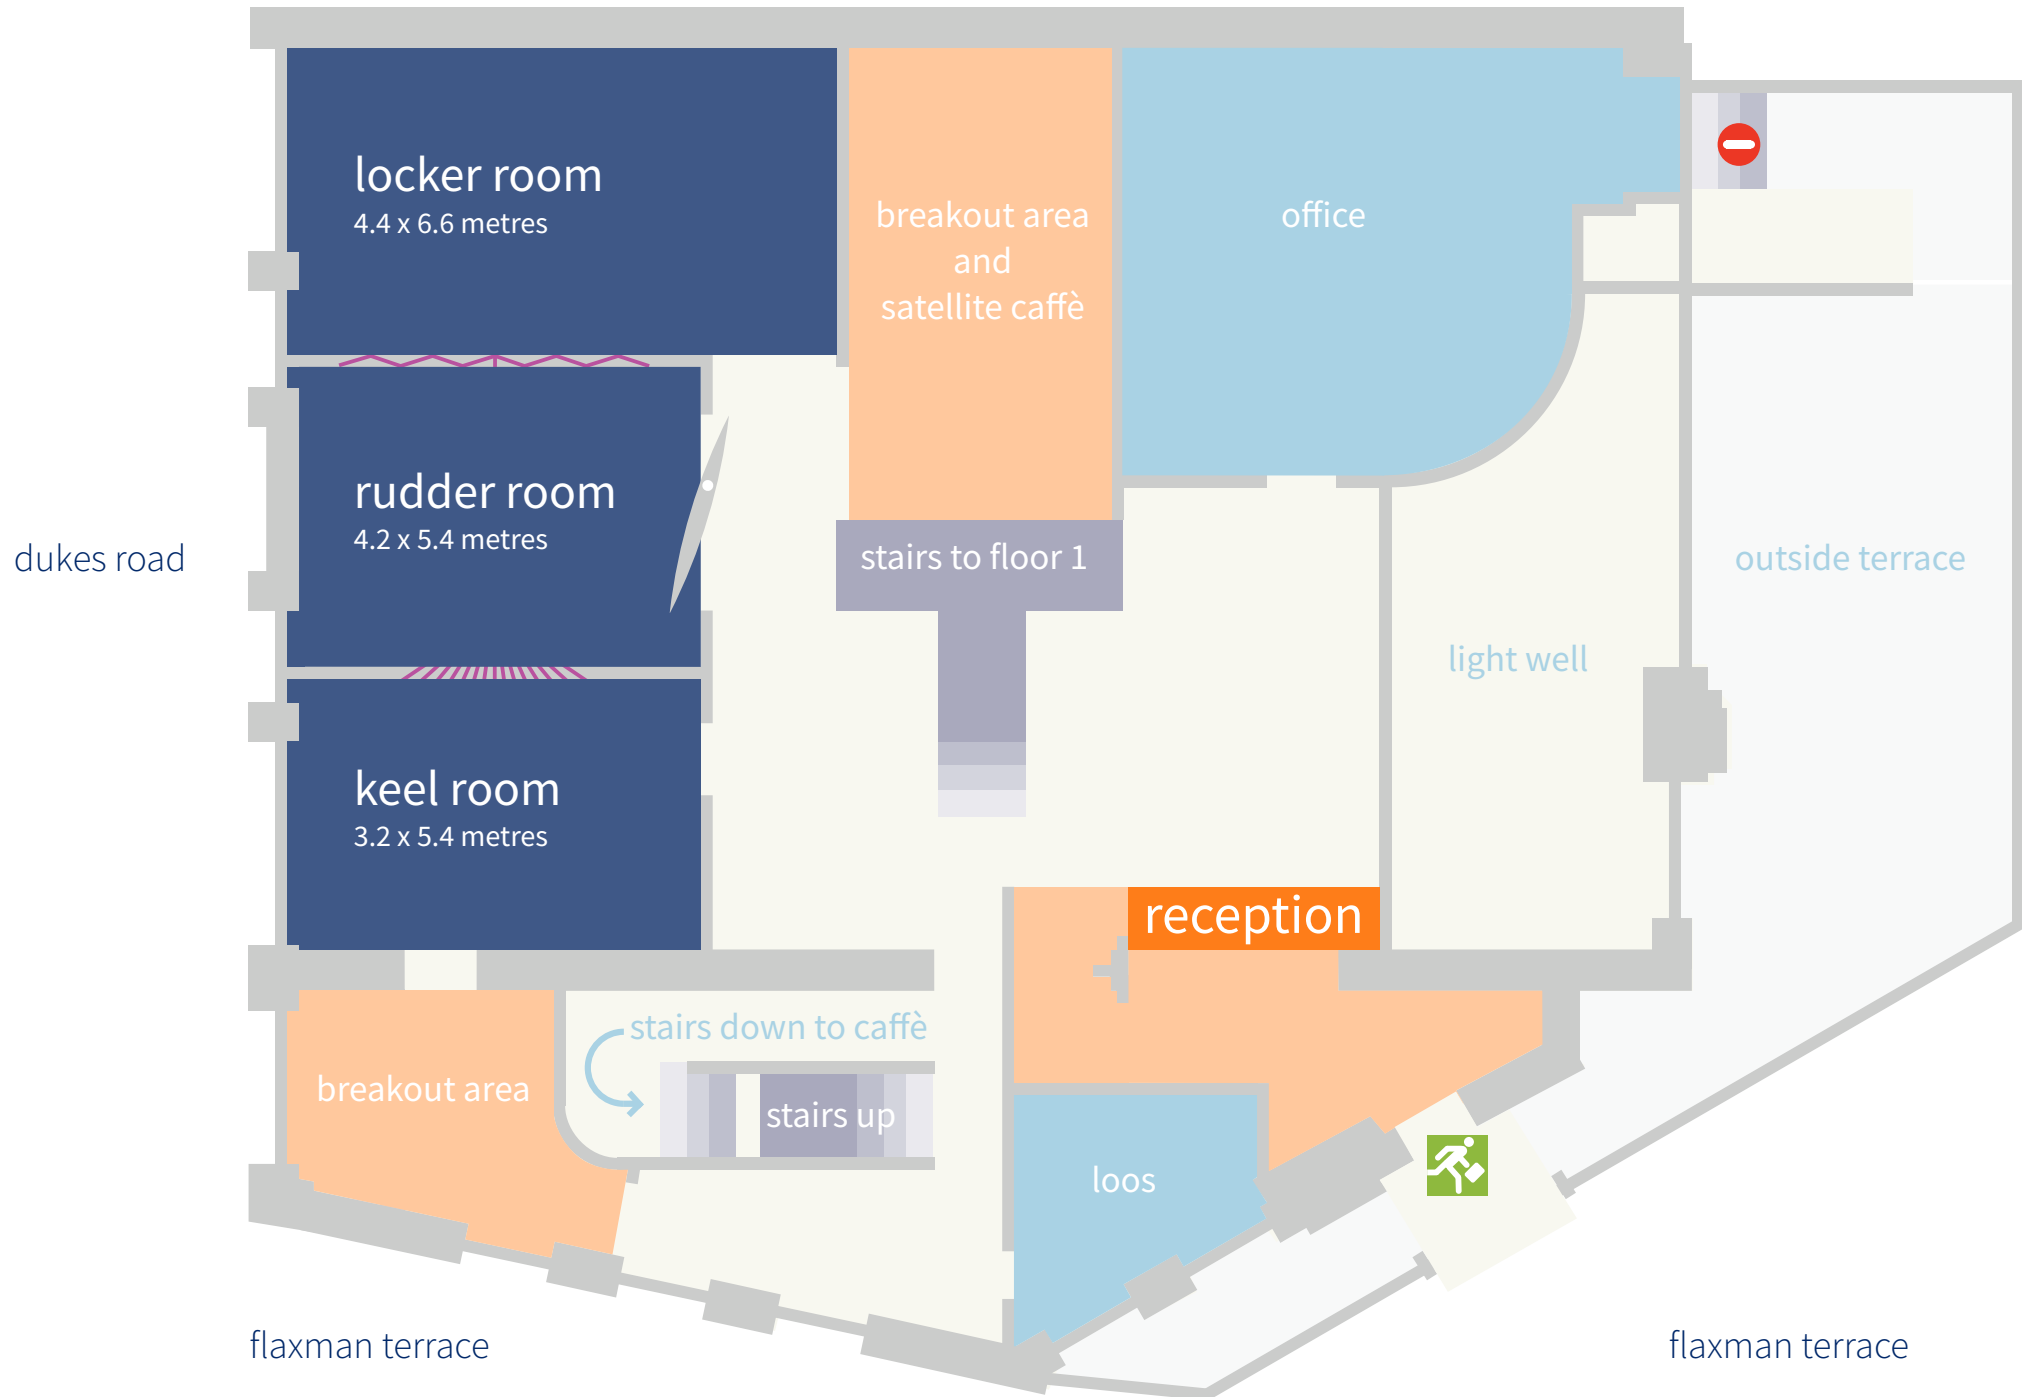 locker room
4.4 x 6.6 metres
breakout area
and
satellite caffè
office
rudder room
4.2 x 5.4 metres
dukes road
stairs to floor 1
outside terrace
light well
keel room
3.2 x 5.4 metres
reception
stairs down to caffè
breakout area
stairs up
loos
flaxman terrace
flaxman terrace